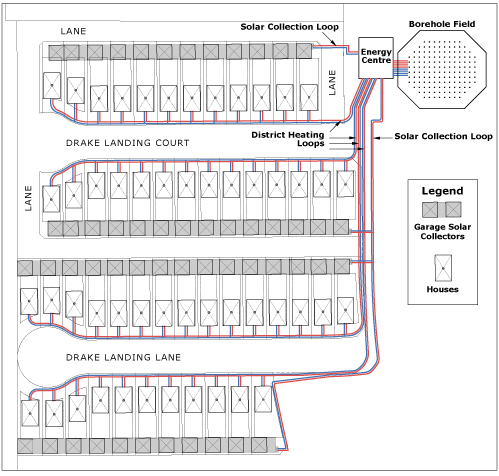 LANE
Solar Collection Loop
Borehole Field
Energy
Centre
LANE
District Heating
Loops
Solar Collection Loop
DRAKE LANDING COURT
LANE
Legend
Garage Solar
Collectors
Houses
DRAKE LANDING LANE